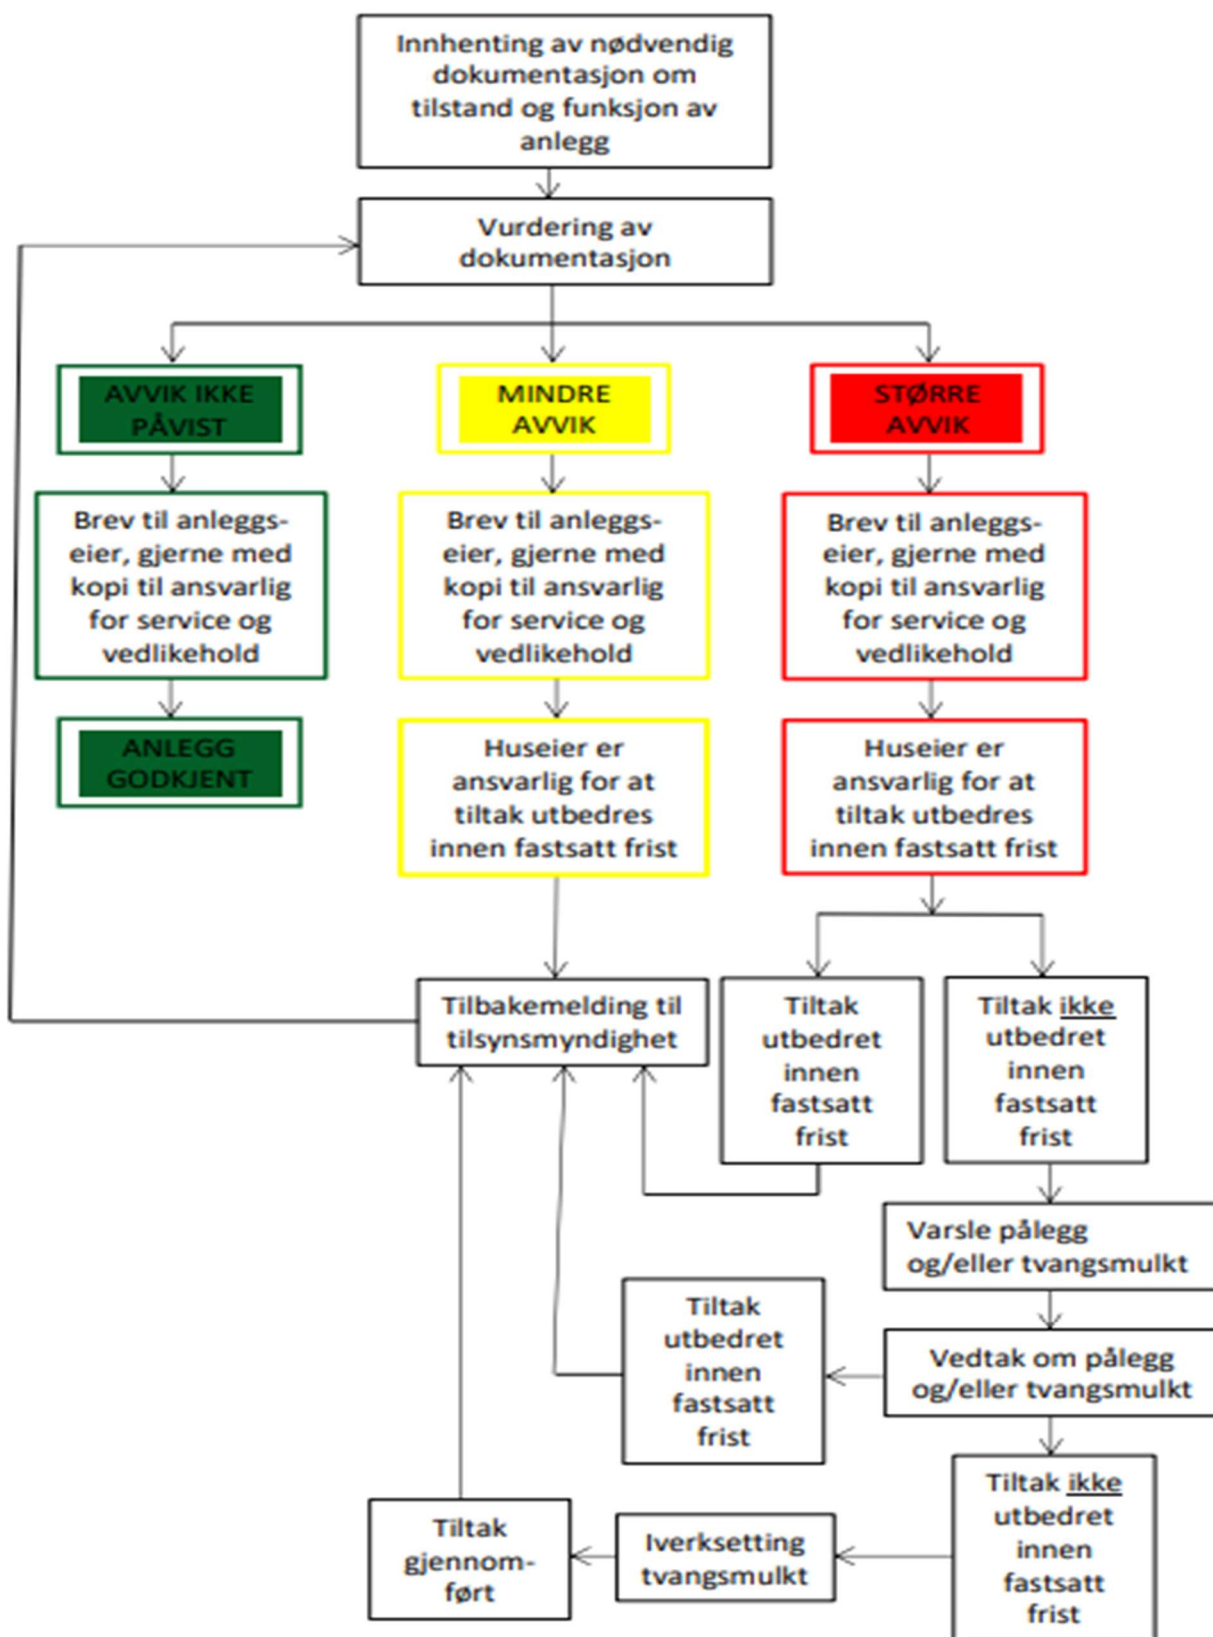 Innhenting av nødvendig
dokumentasjon om
tilstand og funksjon av
anlegg
Vurdering av
dokumentasjon
AVVIK IKKE
PÅVIST
MINDRE
AVVIK
STØRRE
AVVIK
Brev til anleggs-
eier, gjerne med
kopi til ansvarlig
for service og
vedlikehold
Brev til anleggs-
eier, gjerne med
kopi til ansvarlig
for service og
vedlikehold
Brev til anleggs-
eier, gjerne med
kopi til ansvarlig
for service og
vedlikehold
ANLEGG
GODKJENT
Huseier er
ansvarlig for at
tiltak utbedres
innen fastsatt frist
Huseier er
ansvarlig for at
tiltak utbedres
innen fastsatt frist
Tilbakemelding til
tilsynsmyndighet
Tiltak
utbedret
innen
fastsatt
frist
Tiltak ikke
utbedret
innen
fastsatt
frist
Varsle pålegg
og/eller tvangsmulkt
Tiltak
utbedret
innen
fastsatt
frist
Vedtak om pålegg
og/eller tvangsmulkt
Tiltak ikke
utbedret
innen
fastsatt
frist
Iverksetting
tvangsmulkt
Tiltak
gjennom-
ført